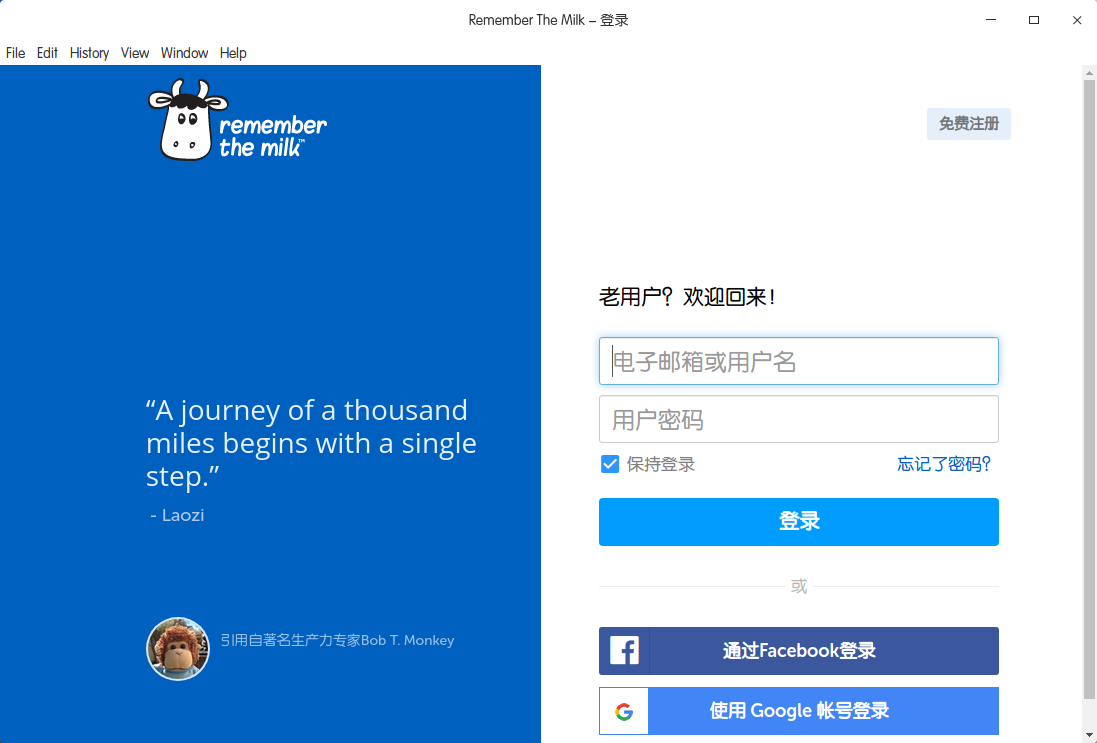 Remember The Milk – 登录
File Edit History View Window Help
remember
the milk™
免费注册
老用户？欢迎回来！
电子邮箱或用户名
用户密码
保持登录
忘记了密码？
登录
或
通过Facebook登录
使用 Google 帐号登录
“A journey of a thousand
miles begins with a single
step.”
- Laozi
引用自著名生产力专家Bob T. Monkey